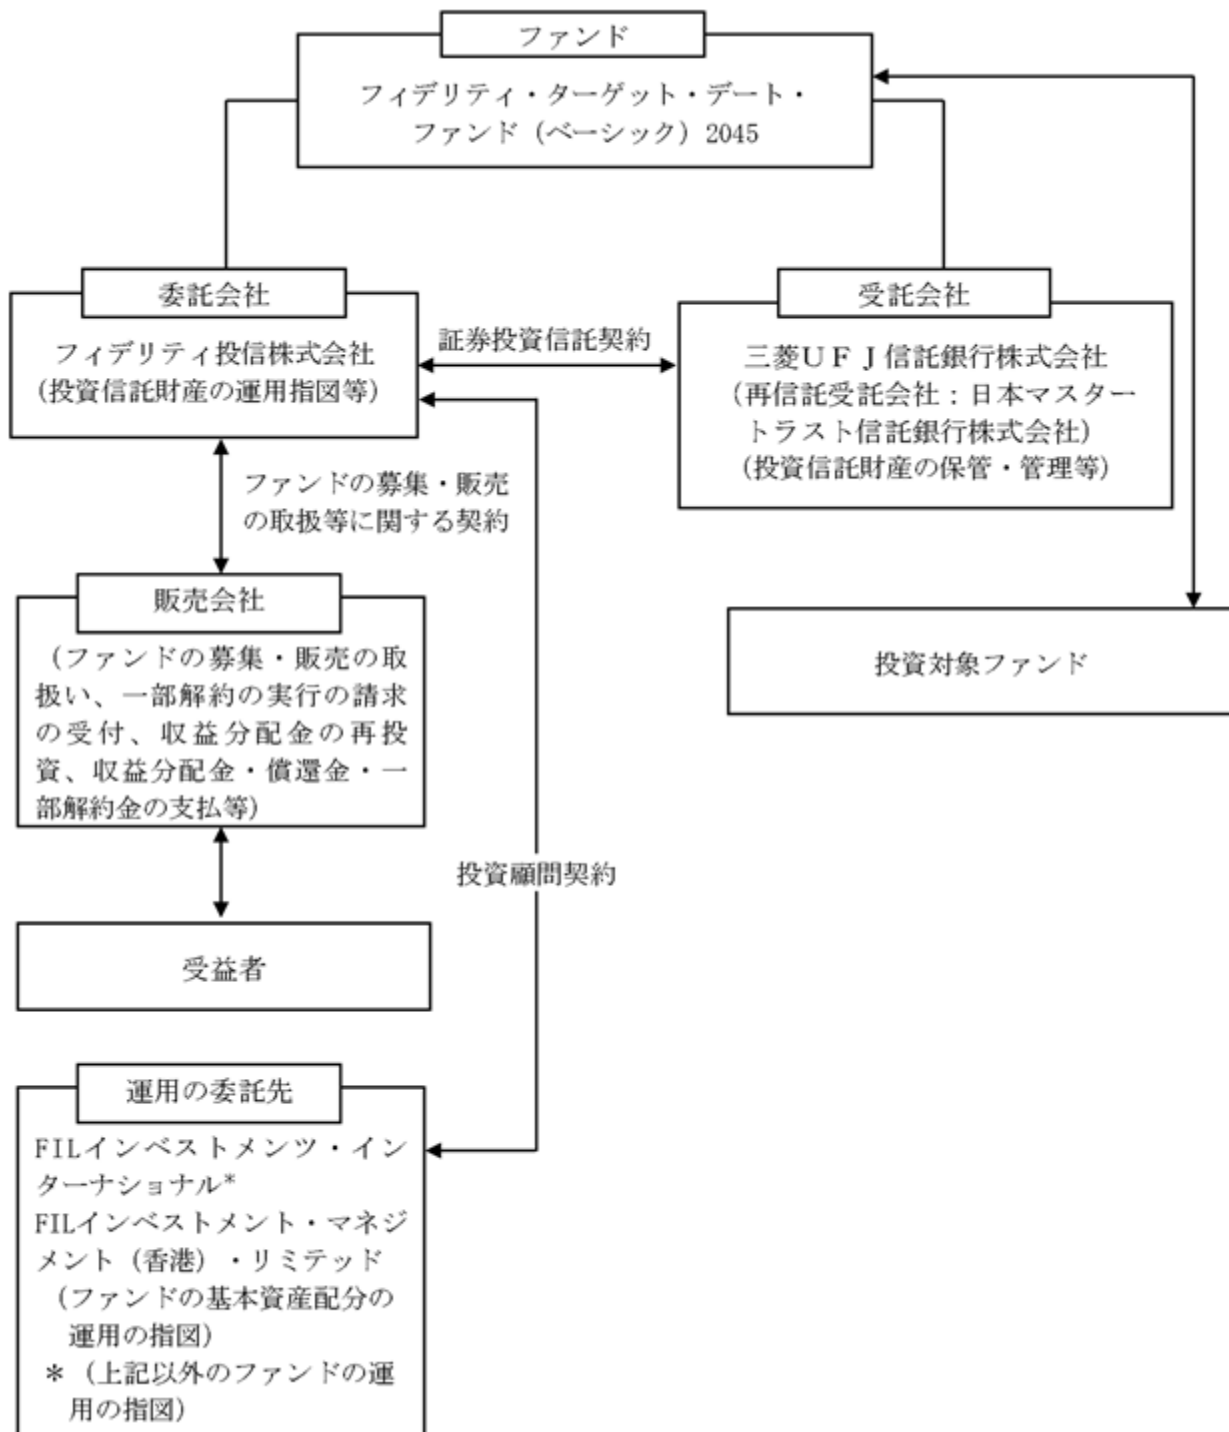 ファンド
フィデリティ・ターゲット・デート・
ファンド（ベーシック）2045
委託会社
フィデリティ投信株式会社
（投資信託財産の運用指図等）
証券投資信託契約
受託会社
三菱ＵＦＪ信託銀行株式会社
（再信託受託会社：日本マスター
トラスト信託銀行株式会社）
（投資信託財産の保管・管理等）
ファンドの募集・販売
の取扱等に関する契約
販売会社
（ファンドの募集・販売の取
扱い、一部解約の実行の請求
の受付、収益分配金の再投
資、収益分配金・償還金・一
部解約金の支払等）
投資対象ファンド
投資顧問契約
受益者
運用の委託先
FILインベストメンツ・イン
ターナショナル*
FILインベストメント・マネジ
メント（香港）・リミテッド
（ファンドの基本資産配分の
運用の指図）
＊（上記以外のファンドの運
用の指図）